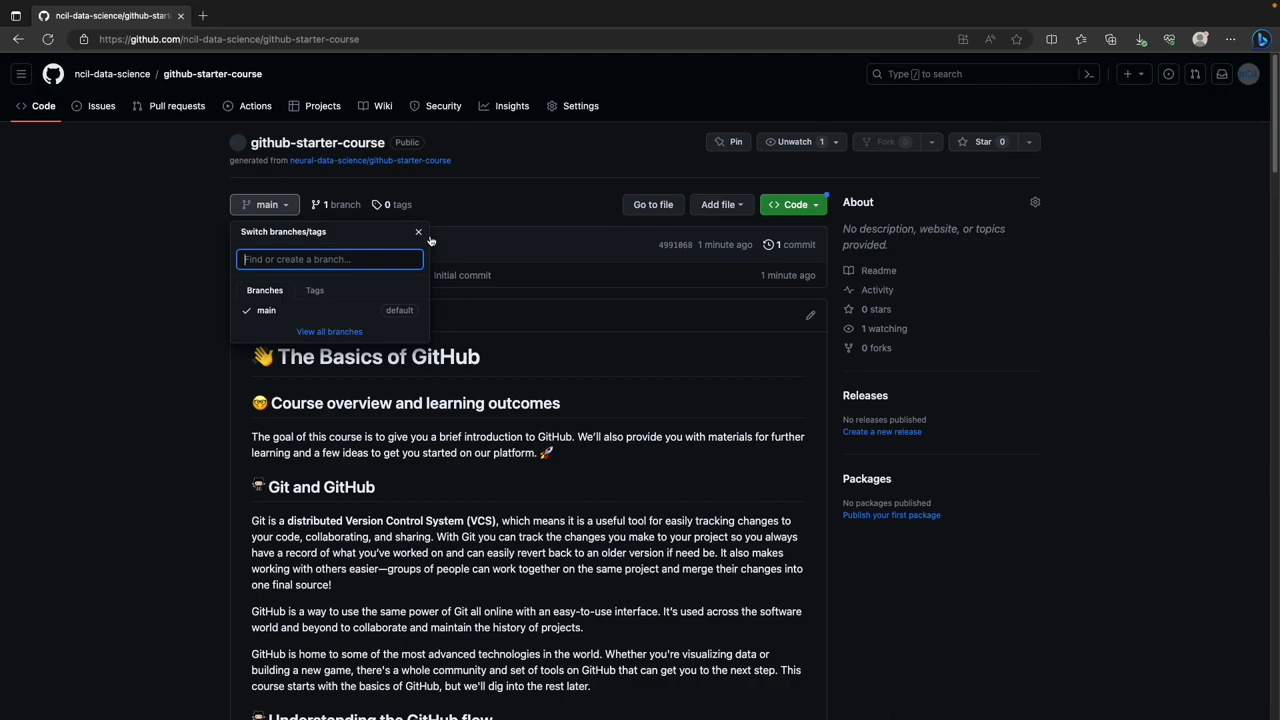 ncil-data-science/github-start
https://github.com/ncil-data-science/github-starter-course
ncil-data-science / github-starter-course
Type / to search
Code Issues Pull requests Actions Projects Wiki Security Insights Settings
github-starter-course Public
Pin Unwatch 1 Fork 0 Star 0
generated from neural-data-science/github-starter-course
main 1 branch 0 tags Go to file Add file Code
Switch branches/tags
Find or create a branch...
Branches Tags
main default
View all branches
4991068 1 minute ago 1 commit
Initial commit 1 minute ago
👋 The Basics of GitHub
🤓 Course overview and learning outcomes
The goal of this course is to give you a brief introduction to GitHub. We’ll also provide you with materials for further
learning and a few ideas to get you started on our platform. 🚀
Git and GitHub
Git is a distributed Version Control System (VCS), which means it is a useful tool for easily tracking changes to
your code, collaborating, and sharing. With Git you can track the changes you make to your project so you always
have a record of what you’ve worked on and can easily revert back to an older version if need be. It also makes
working with others easier—groups of people can work together on the same project and merge their changes into
one final source!
GitHub is a way to use the same power of Git all online with an easy-to-use interface. It’s used across the software
world and beyond to collaborate and maintain the history of projects.
GitHub is home to some of the most advanced technologies in the world. Whether you're visualizing data or
building a new game, there's a whole community and set of tools on GitHub that can get you to the next step. This
course starts with the basics of GitHub, but we'll dig into the rest later.
Understanding the GitHub flow
About
No description, website, or topics
provided.
Readme
Activity
0 stars
1 watching
0 forks
Releases
No releases published
Create a new release
Packages
No packages published
Publish your first package